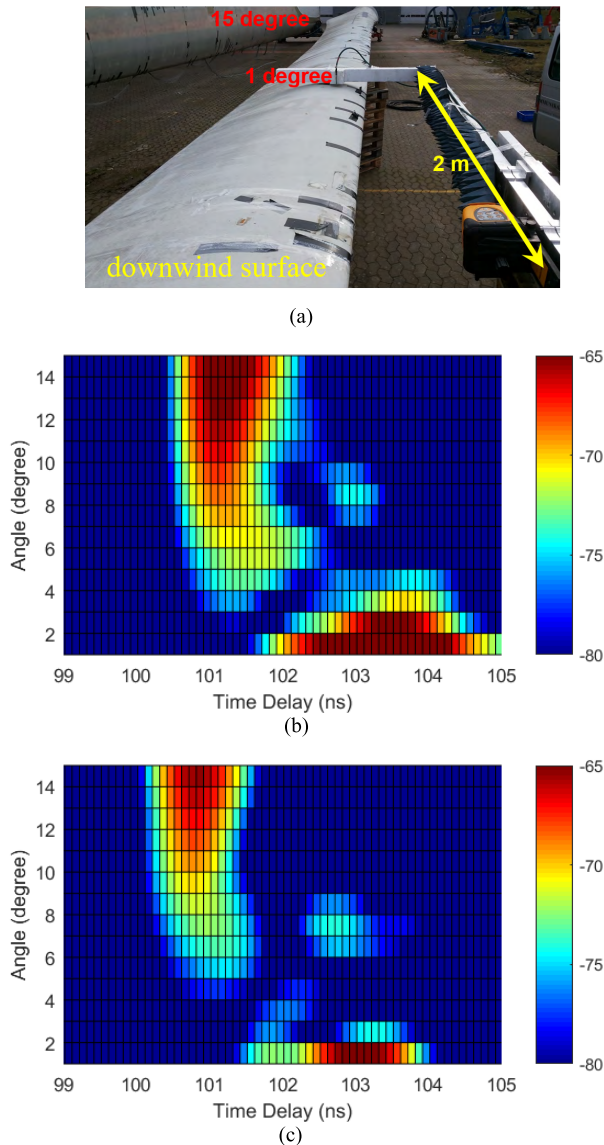 15 degree
1 degree
2 m
downwind surface
(a)
-65
14
12
-70
10
8
-75
6
4
2
-80
Angle (degree)
99 100 101 102 103 104 105
Time Delay (ns)
(b)
-65
14
12
-70
10
8
-75
6
4
2
-80
Angle (degree)
99 100 101 102 103 104 105
Time Delay (ns)
(c)